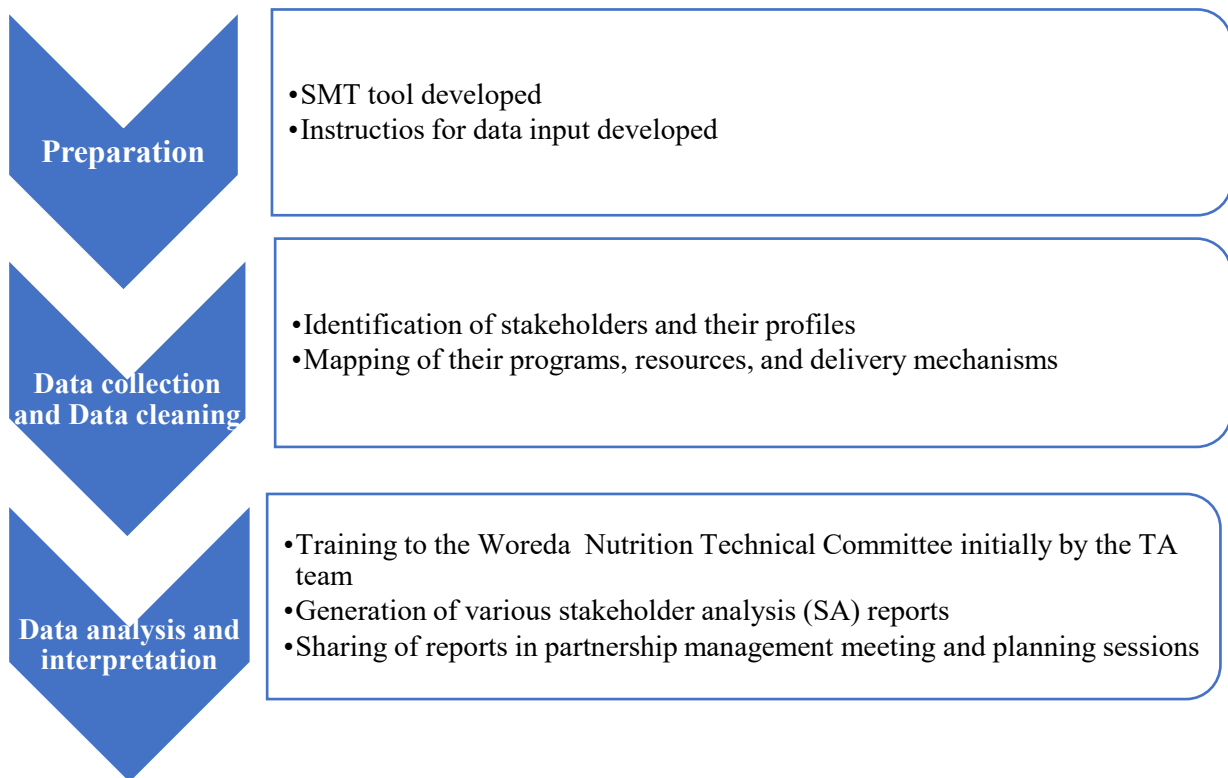 Preparation
•SMT tool developed
•Instructios for data input developed
Data collection
and Data cleaning
•Identification of stakeholders and their profiles
•Mapping of their programs, resources, and delivery mechanisms
Data analysis and
interpretation
•Training to the Woreda  Nutrition Technical Committee initially by the TA
team
•Generation of various stakeholder analysis (SA) reports
•Sharing of reports in partnership management meeting and planning sessions